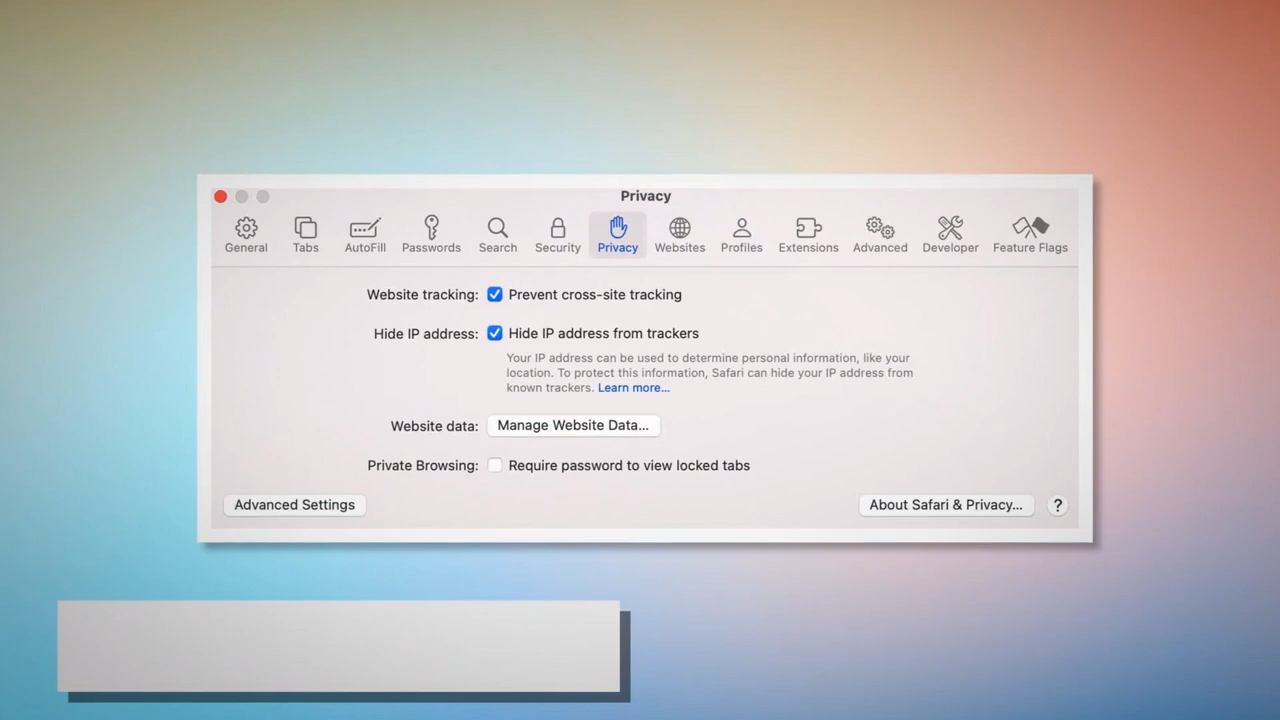 Privacy
General Tabs AutoFill Passwords Search Security Privacy Websites Profiles Extensions Advanced Developer Feature Flags
Website tracking: Prevent cross-site tracking
Hide IP address: Hide IP address from trackers
Your IP address can be used to determine personal information, like your
location. To protect this information, Safari can hide your IP address from
known trackers. Learn more...
Website data: Manage Website Data...
Private Browsing: Require password to view locked tabs
Advanced Settings About Safari & Privacy... ?